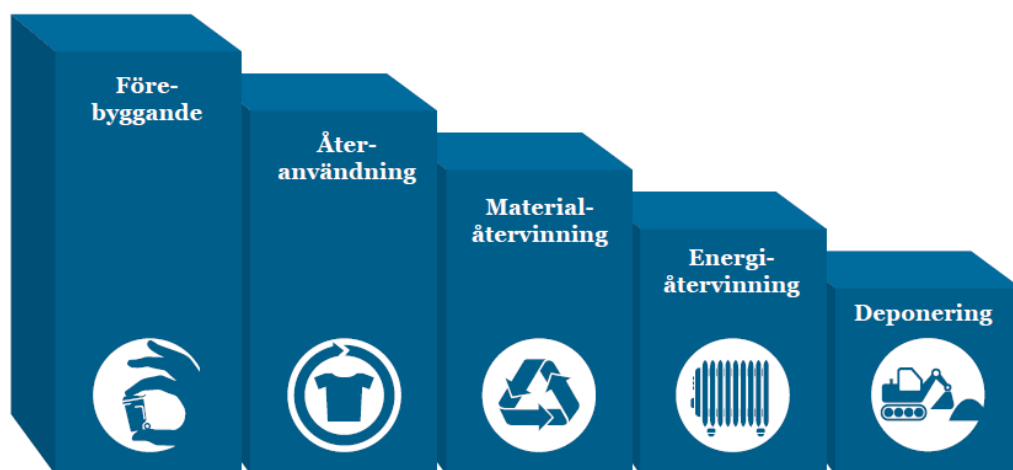 Före-
byggande
Åter-
användning
Material-
återvinning
Energi-
återvinning
Deponering